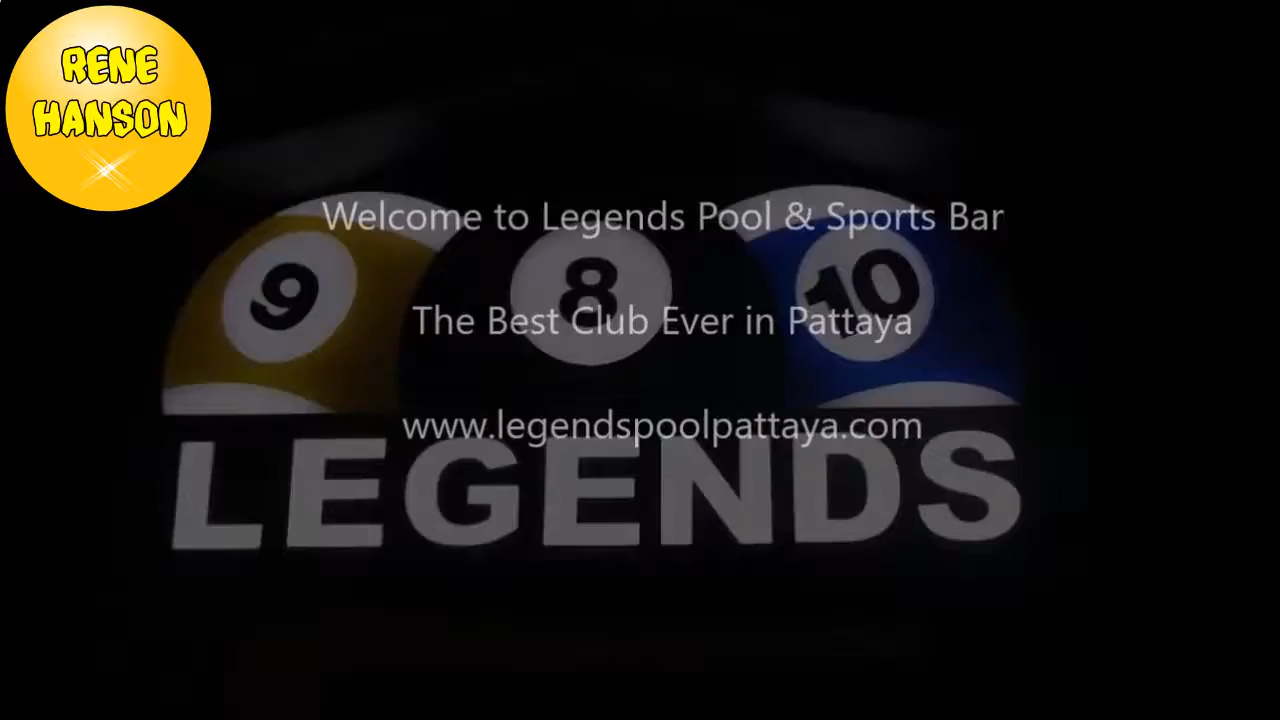 RENE
HANSON
Welcome to Legends Pool & Sports Bar
9
8
10
The Best Club Ever in Pattaya
www.legendspoolpattaya.com
LEGENDS